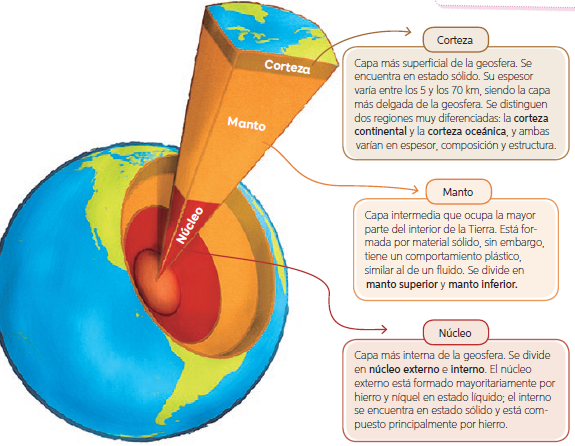 Corteza
Manto
Núcleo
Corteza
Capa más superficial de la geosfera. Se
encuentra en estado sólido. Su espesor
varía entre los 5 y los 70 km, siendo la capa
más delgada de la geosfera. Se distinguen
dos regiones muy diferenciadas: la corteza
continental y la corteza oceánica, y ambas
varían en espesor, composición y estructura.
Manto
Capa intermedia que ocupa la mayor
parte del interior de la Tierra. Está for-
mada por material sólido, sin embargo,
tiene un comportamiento plástico,
similar al de un fluido. Se divide en
manto superior y manto inferior.
Núcleo
Capa más interna de la geosfera. Se divide
en núcleo externo e interno. El núcleo
externo está formado mayoritariamente por
hierro y níquel en estado líquido; el interno
se encuentra en estado sólido y está com-
puesto principalmente por hierro.